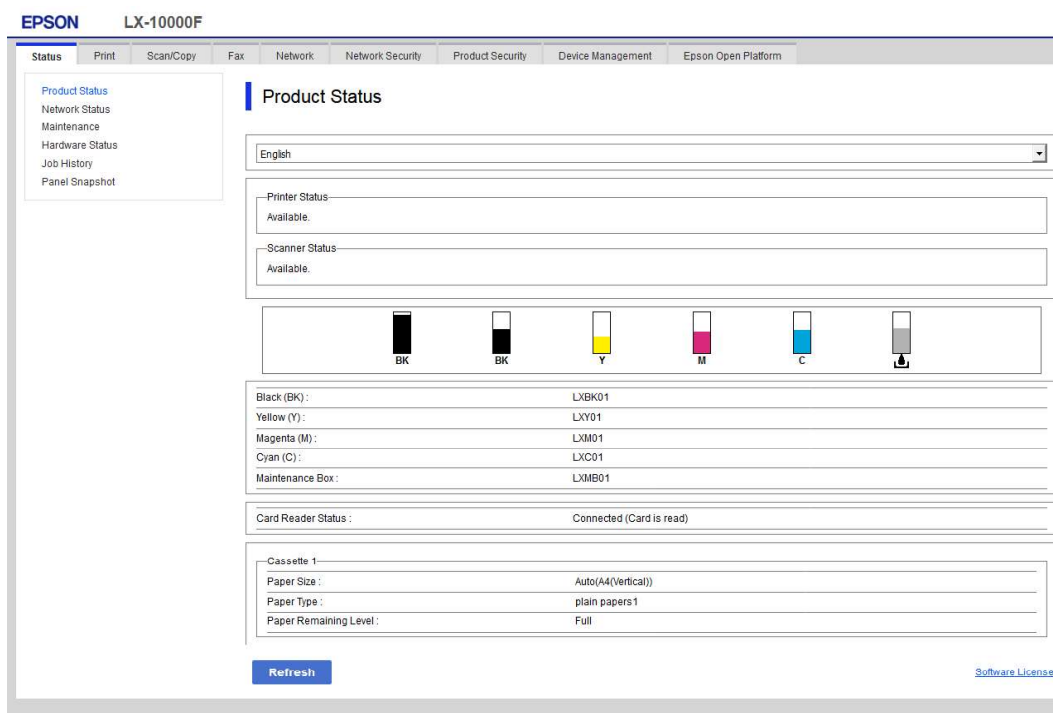 EPSON LX-10000F
Status Print Scan/Copy Fax Network Network Security Product Security Device Management Epson Open Platform
Product Status
Network Status
Maintenance
Hardware Status
Job History
Panel Snapshot
Product Status
English
Printer Status
Available.
Scanner Status
Available.
BK BK Y M C
Black (BK) : LXBK01
Yellow (Y) : LXY01
Magenta (M) : LXM01
Cyan (C) : LXC01
Maintenance Box : LXMB01
Card Reader Status : Connected (Card is read)
Cassette 1
Paper Size : Auto(A4(Vertical))
Paper Type : plain papers1
Paper Remaining Level : Full
Refresh
Software License